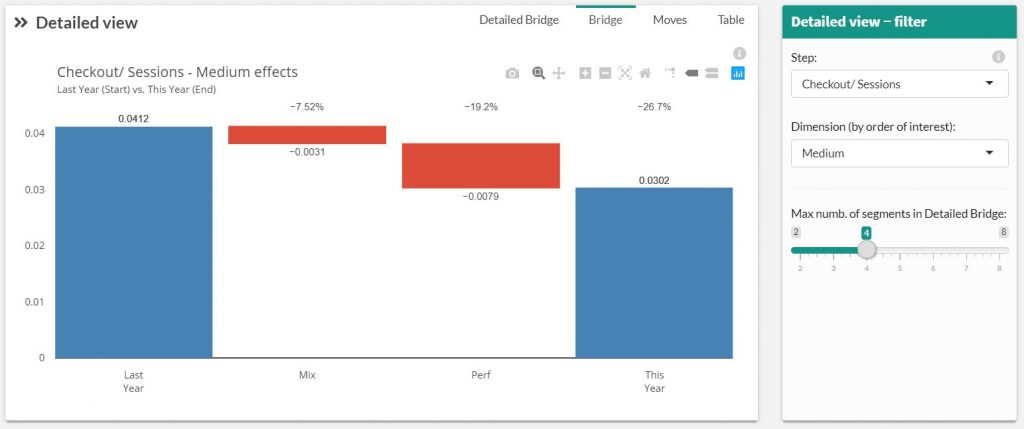 Detailed view
Detailed Bridge
Bridge
Moves
Table
Checkout/ Sessions - Medium effects
Last Year (Start) vs. This Year (End)
−7.52%
−19.2%
−26.7%
0.0412
−0.0031
−0.0079
0.0302
0.04
0.03
0.02
0.01
0
Last
Year
Mix
Perf
This
Year
Detailed view – filter
Step:
Checkout/ Sessions
Dimension (by order of interest):
Medium
Max numb. of segments in Detailed Bridge:
2
4
8
2 3 4 5 6 7 8